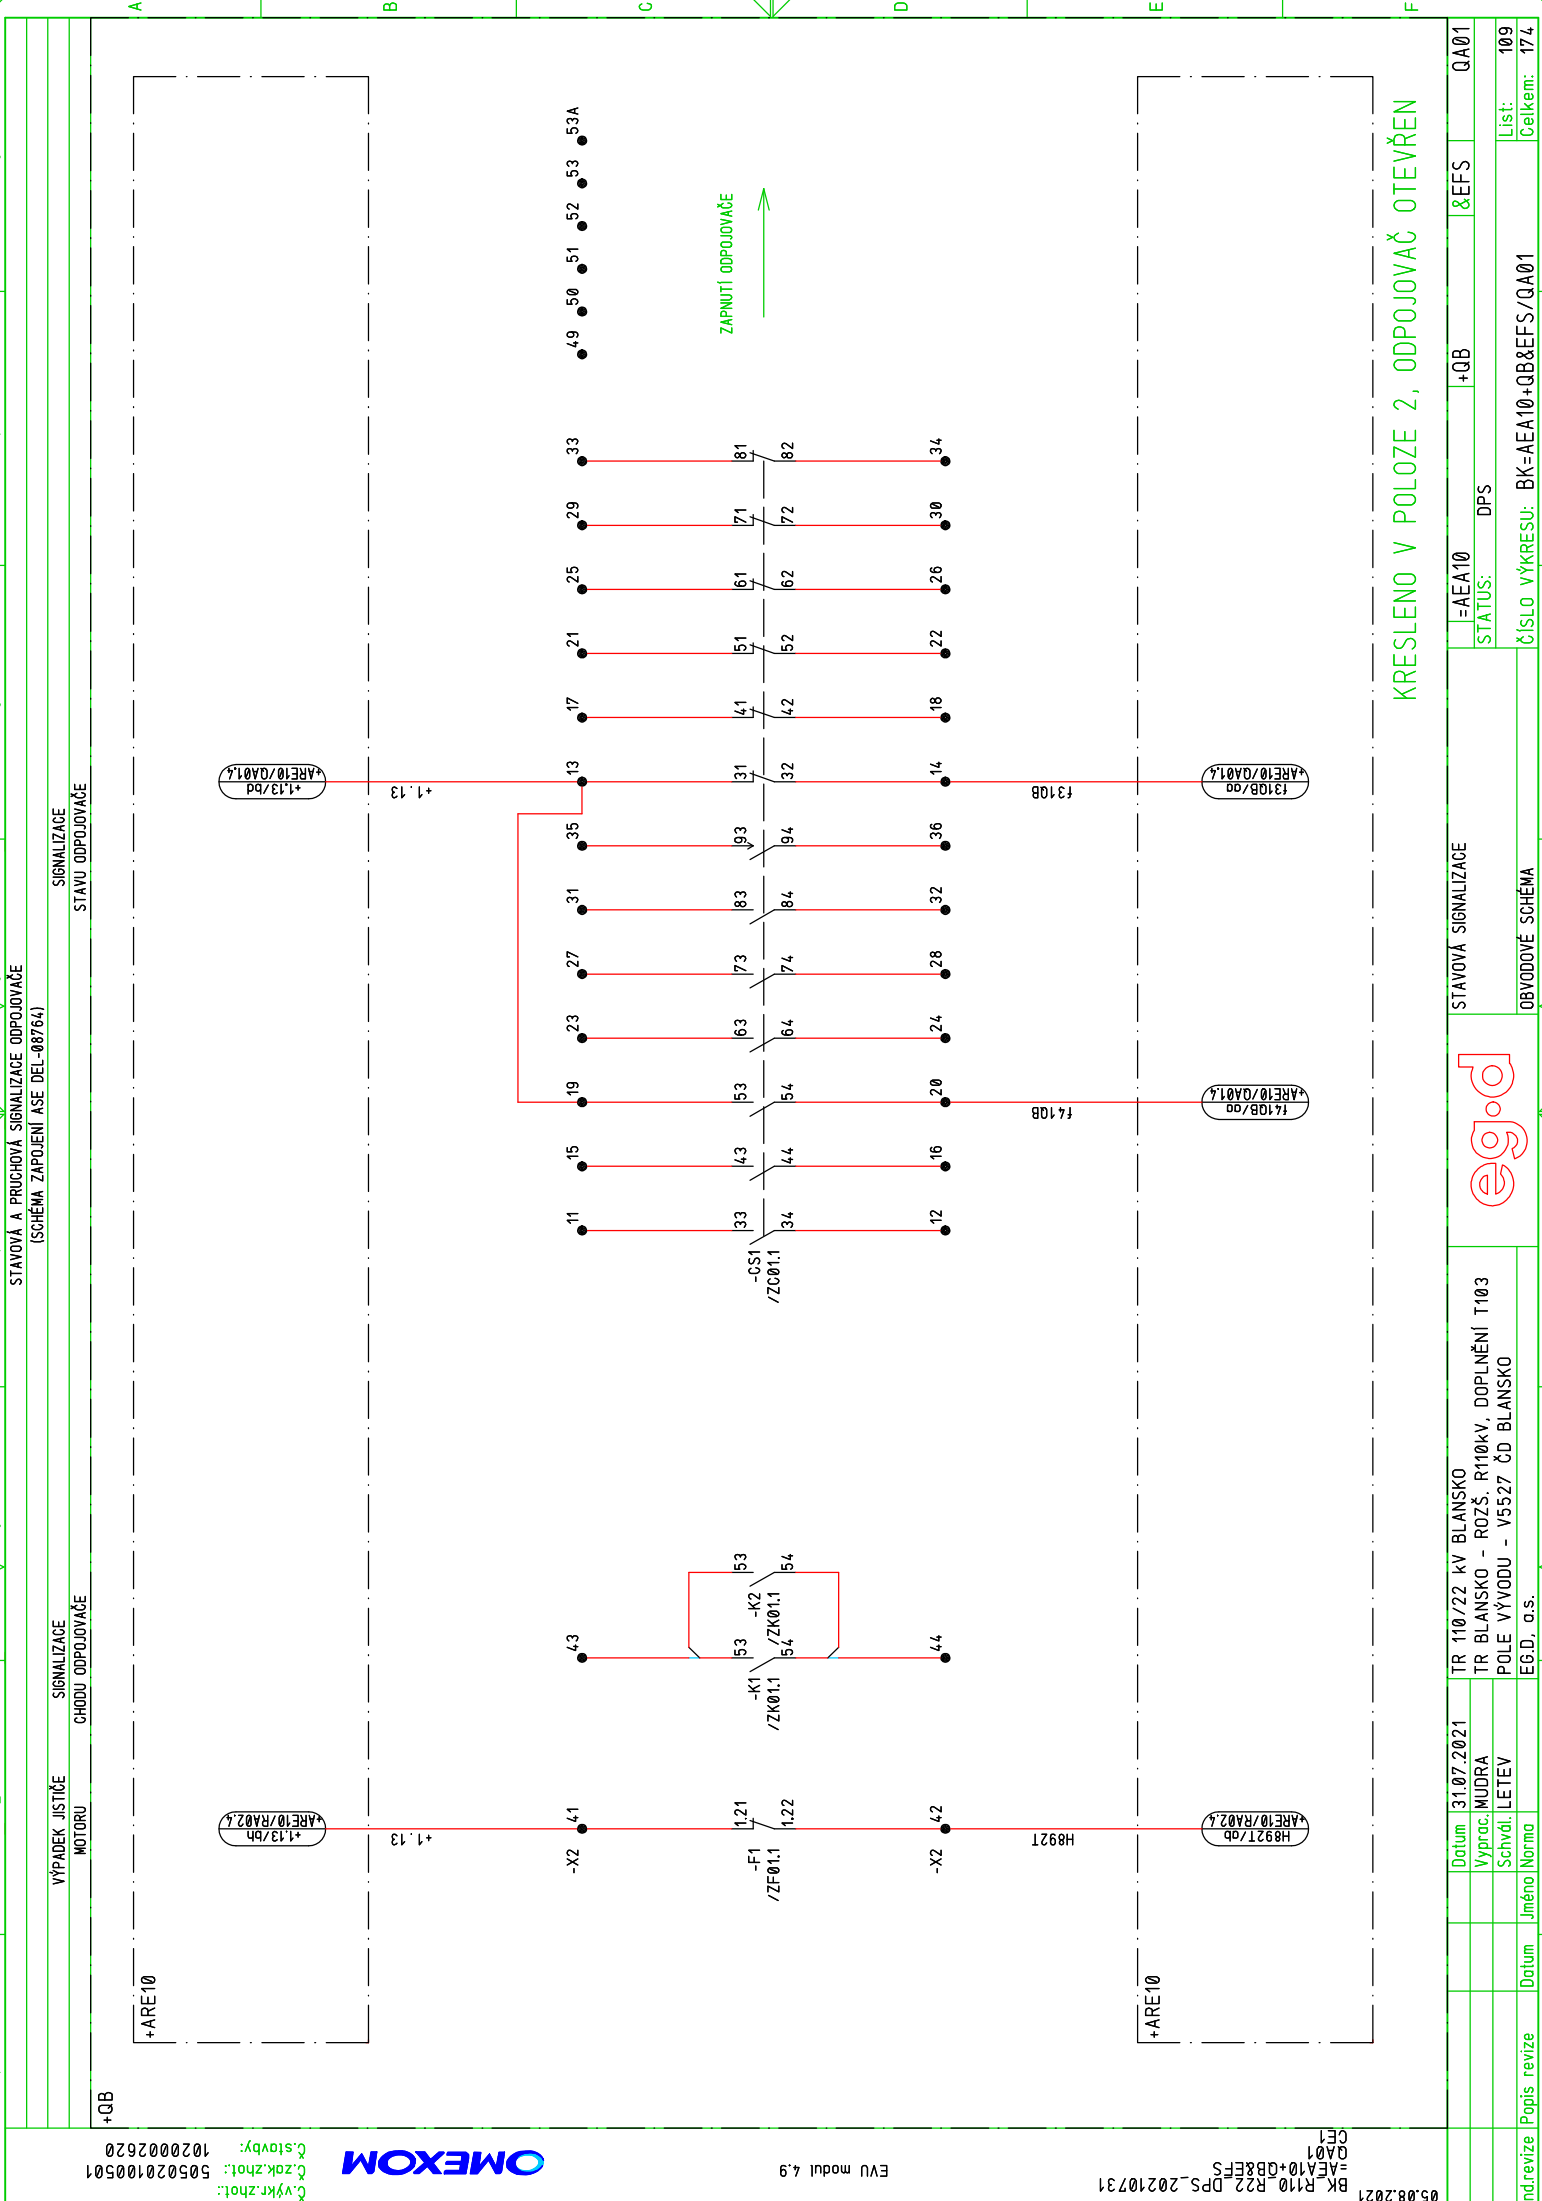 STAVOVÁ A PRUCHOVÁ SIGNALIZACE ODPOJOVAČE
(SCHÉMA ZAPOJENÍ ASE DEL-08764)
VÝPADEK JISTIČE
MOTORU
SIGNALIZACE
CHODU ODPOJOVAČE
SIGNALIZACE
STAVU ODPOJOVAČE
A
B
C
D
E
F
+QB
+ARE10
+1.13/bh
+ARE10/RA02.4
+1.13/bd
+ARE10/QA01.4
+1.13
+1.13
-X2
41
43
11
15
19
23
27
31
35
13
17
21
25
29
33
49
50
51
52
53
53A
ZAPNUTÍ ODPOJOVAČE
-F1
/ZF01.1
1.21
1.22
-K1
/ZK01.1
53
54
-K2
/ZK01.1
53
54
-CS1
/ZC01.1
33
43
53
63
73
83
93
31
41
51
61
71
81
34
44
54
64
74
84
94
32
42
52
62
72
82
-X2
42
44
12
16
20
24
28
32
36
14
18
22
26
30
34
H892T
f41QB
f31QB
+ARE10
H892T/ab
+ARE10/RA02.4
f41QB/aa
+ARE10/QA01.4
f31QB/aa
+ARE10/QA01.4
KRESLENO V POLOZE 2, ODPOJOVAČ OTEVŘEN
Č.stavby: 1020002620
Č.zak.zhot.: 505020100501
Č.výkr.zhot.:
OMEXOM
EVU modul 4.9
05.08.2021
BK_R110_R22_DPS_20210731
=AEA10+QB&EFS
QA01
CE1
nd.revize
Popis revize
Datum
Jméno
Datum 31.07.2021
Vyprac. MUDRA
Schvál. LETEV
Norma
TR 110/22 kV BLANSKO
TR BLANSKO - ROZŠ. R110kV, DOPLNĚNÍ T103
POLE VÝVODU - V5527 ČD BLANSKO
EG.D, a.s.
eg·d
STAVOVÁ SIGNALIZACE
OBVODOVÉ SCHÉMA
=AEA10
+QB
&EFS
QA01
STATUS: DPS
ČÍSLO VÝKRESU: BK=AEA10+QB&EFS/QA01
List: 109
Celkem: 174